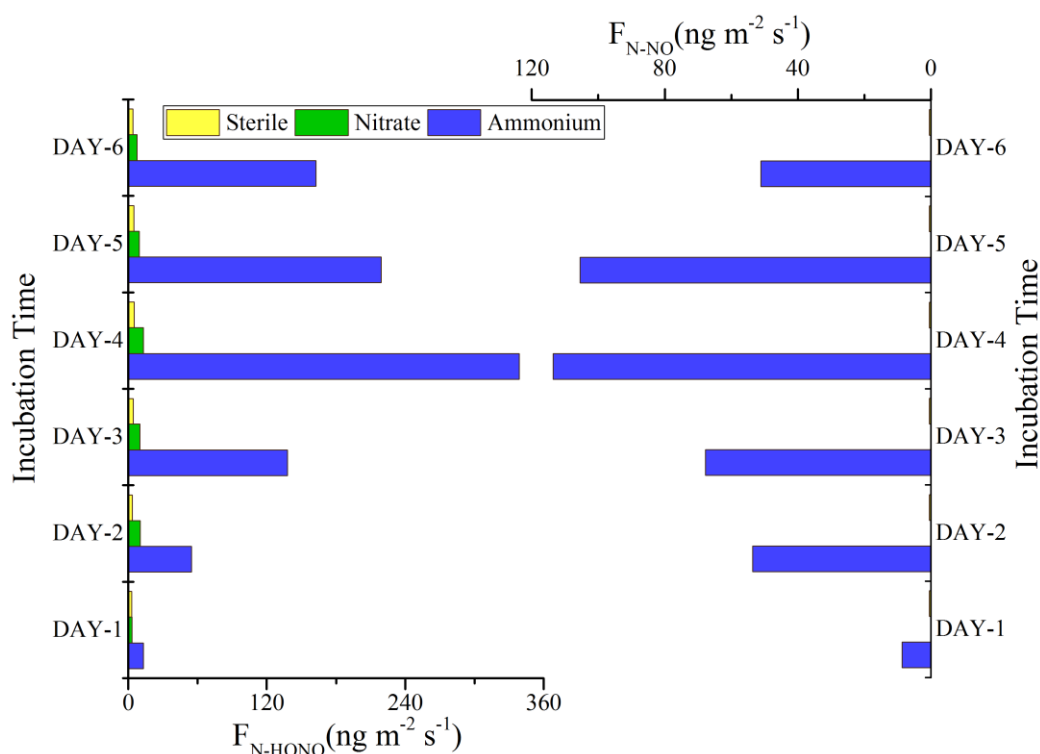 F_N-NO(ng m⁻² s⁻¹)
120 80 40 0
Sterile Nitrate Ammonium
DAY-6 DAY-6
DAY-5 DAY-5
DAY-4 DAY-4
DAY-3 DAY-3
DAY-2 DAY-2
DAY-1 DAY-1
Incubation Time
Incubation Time
0 120 240 360
F_N-HONO(ng m⁻² s⁻¹)